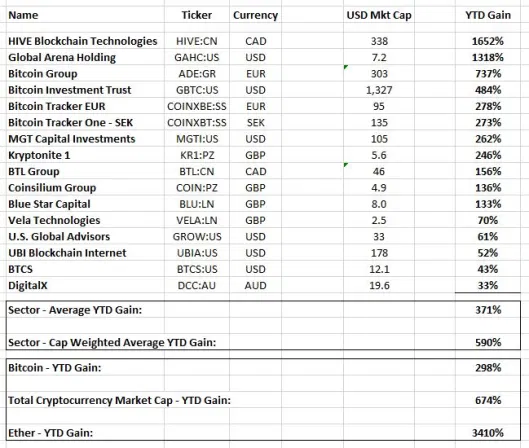 Name Ticker Currency USD Mkt Cap YTD Gain
HIVE Blockchain Technologies HIVE:CN CAD 338 1652%
Global Arena Holding GAHC:US USD 7.2 1318%
Bitcoin Group ADE:GR EUR 303 737%
Bitcoin Investment Trust GBTC:US USD 1,327 484%
Bitcoin Tracker EUR COINXBE:SS EUR 95 278%
Bitcoin Tracker One - SEK COINXBT:SS SEK 135 273%
MGT Capital Investments MGTI:US USD 105 262%
Kryptonite 1 KR1:PZ GBP 5.6 246%
BTL Group BTL:CN CAD 46 156%
Coinsilium Group COIN:PZ GBP 4.9 136%
Blue Star Capital BLU:LN GBP 8.0 133%
Vela Technologies VELA:LN GBP 2.5 70%
U.S. Global Advisors GROW:US USD 33 61%
UBI Blockchain Internet UBIA:US USD 178 52%
BTCS BTCS:US USD 12.1 43%
DigitalX DCC:AU AUD 19.6 33%
Sector - Average YTD Gain: 371%
Sector - Cap Weighted Average YTD Gain: 590%
Bitcoin - YTD Gain: 298%
Total Cryptocurrency Market Cap - YTD Gain: 674%
Ether - YTD Gain: 3410%